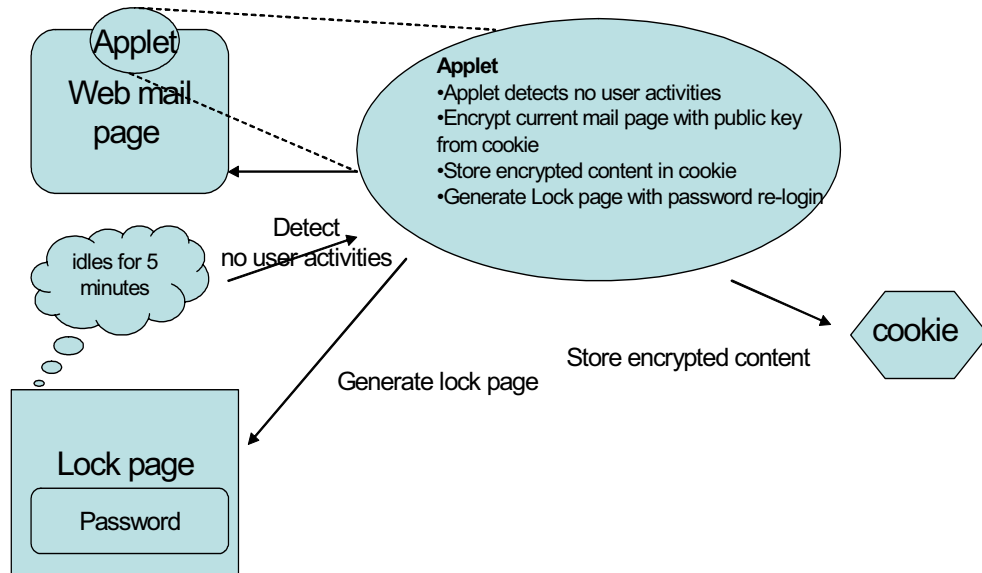 Applet
Web mail
page
Applet
•Applet detects no user activities
•Encrypt current mail page with public key
from cookie
•Store encrypted content in cookie
•Generate Lock page with password re-login
Detect
no user activities
idles for 5
minutes
cookie
Store encrypted content
Generate lock page
Lock page
Password